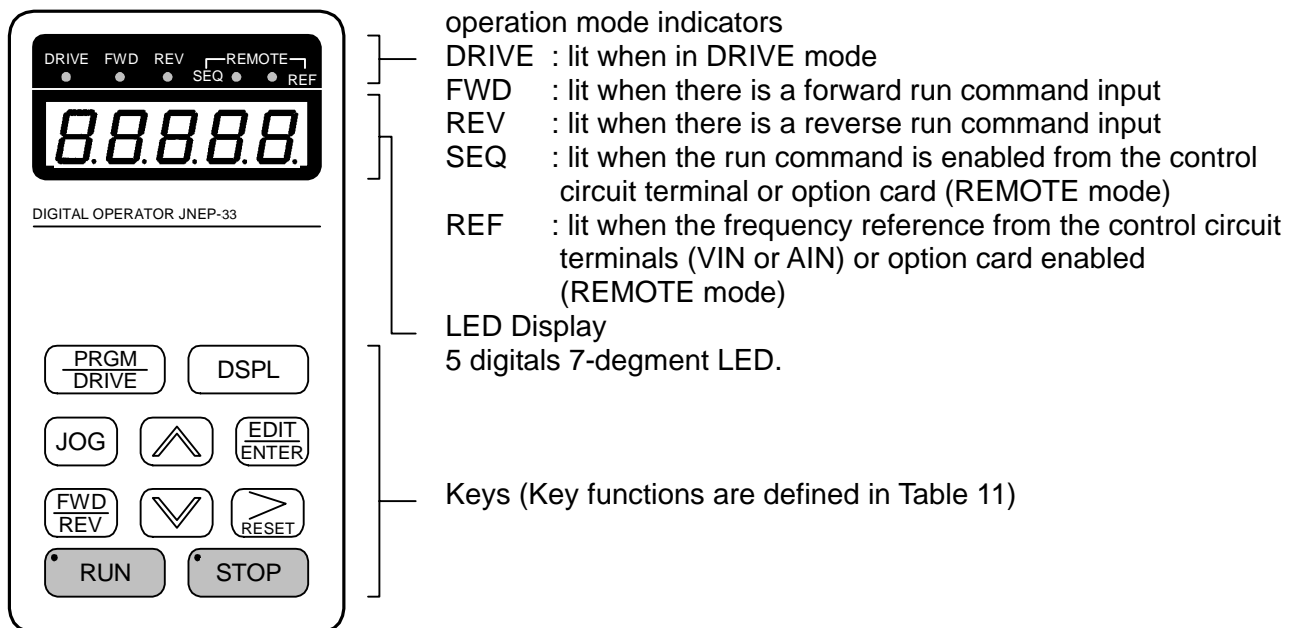 DRIVE FWD REV REMOTE
SEQ REF
88888.
DIGITAL OPERATOR JNEP-33
PRGM
DRIVE
DSPL
JOG
EDIT
ENTER
FWD
REV
RESET
RUN STOP
operation mode indicators
DRIVE : lit when in DRIVE mode
FWD : lit when there is a forward run command input
REV : lit when there is a reverse run command input
SEQ : lit when the run command is enabled from the control
circuit terminal or option card (REMOTE mode)
REF : lit when the frequency reference from the control circuit
terminals (VIN or AIN) or option card enabled
(REMOTE mode)
LED Display
5 digitals 7-degment LED.
Keys (Key functions are defined in Table 11)